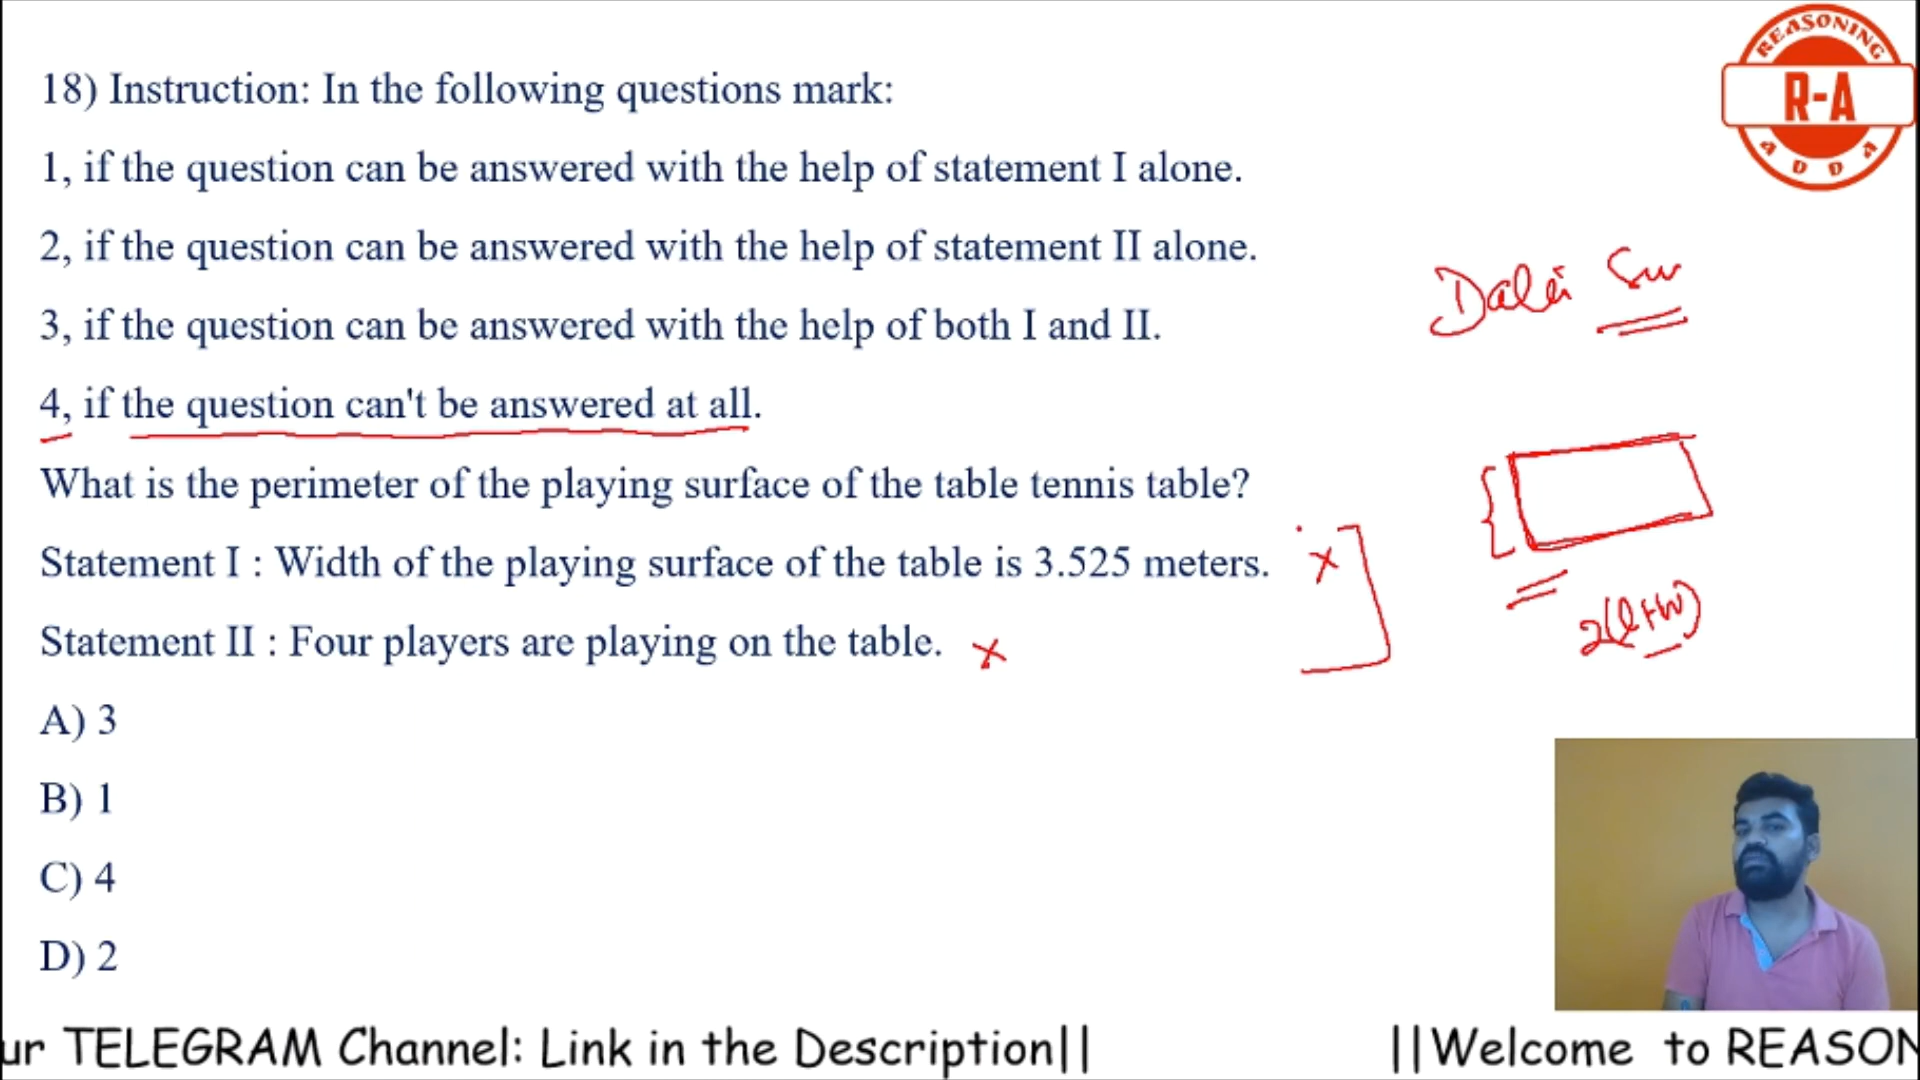 18) Instruction: In the following questions mark:
1, if the question can be answered with the help of statement I alone.
2, if the question can be answered with the help of statement II alone.
3, if the question can be answered with the help of both I and II.
4, if the question can't be answered at all.
What is the perimeter of the playing surface of the table tennis table?
Statement I : Width of the playing surface of the table is 3.525 meters.
Statement II : Four players are playing on the table.
A) 3
B) 1
C) 4
D) 2
REASONING
R-A
ADDA
2(l+w)
ur TELEGRAM Channel: Link in the Description|| ||Welcome to REASON